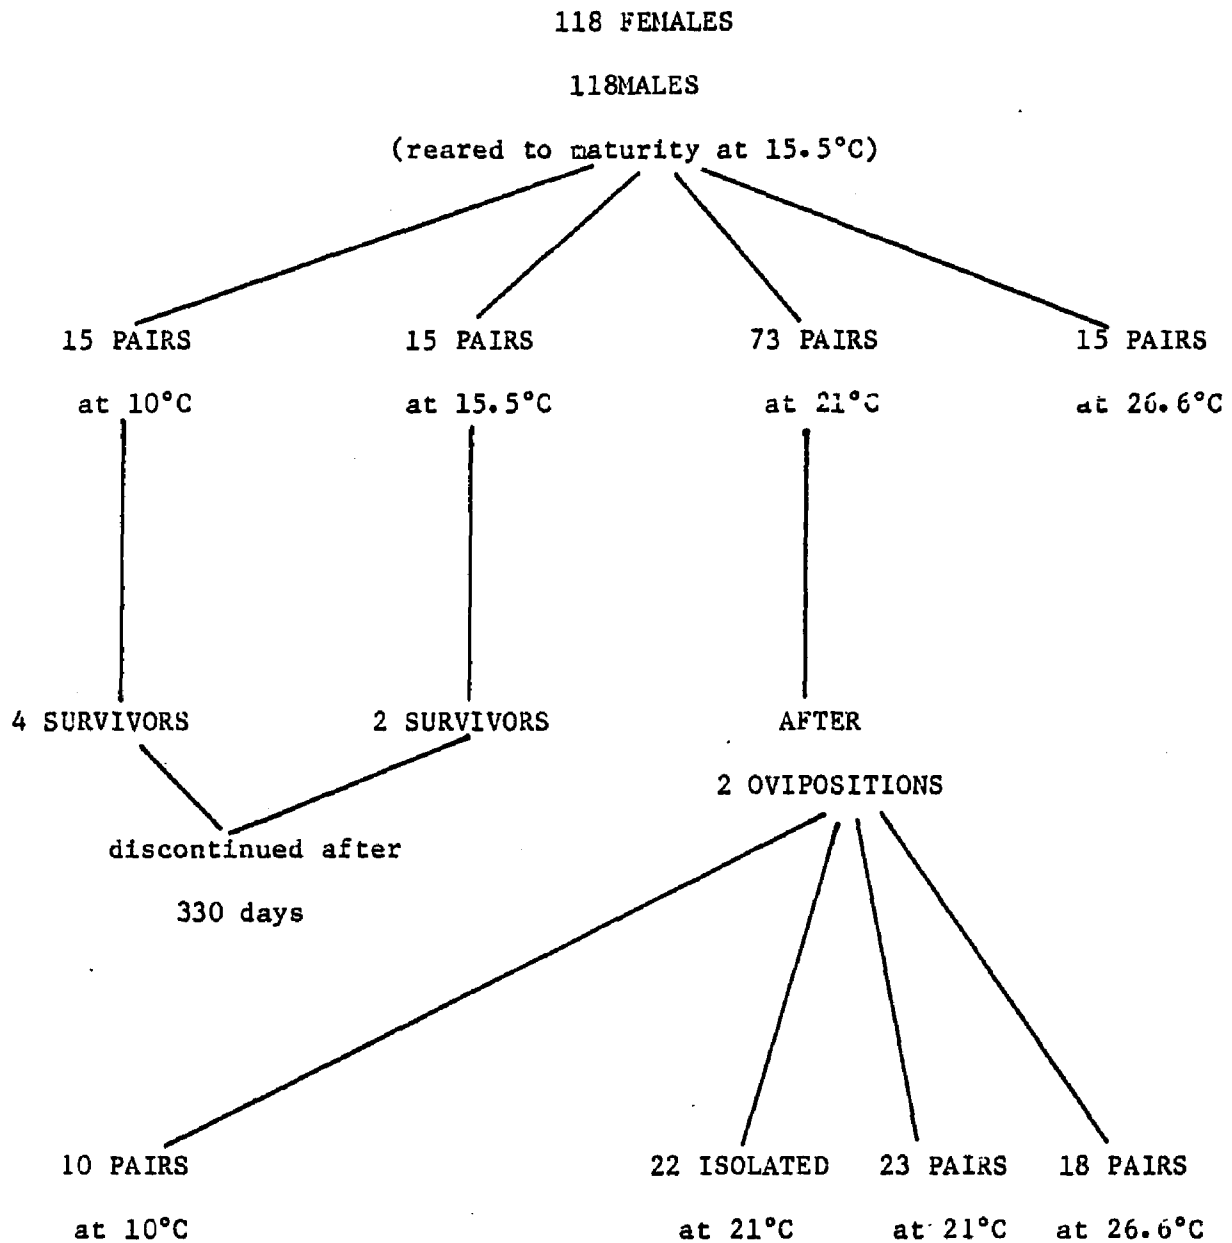 118 FEMALES
118MALES
(reared to maturity at 15.5°C)
15 PAIRS
at 10°C
15 PAIRS
at 15.5°C
73 PAIRS
at 21°C
15 PAIRS
at 26.6°C
4 SURVIVORS
2 SURVIVORS
discontinued after
330 days
AFTER
2 OVIPOSITIONS
10 PAIRS
at 10°C
22 ISOLATED
at 21°C
23 PAIRS
at 21°C
18 PAIRS
at 26.6°C